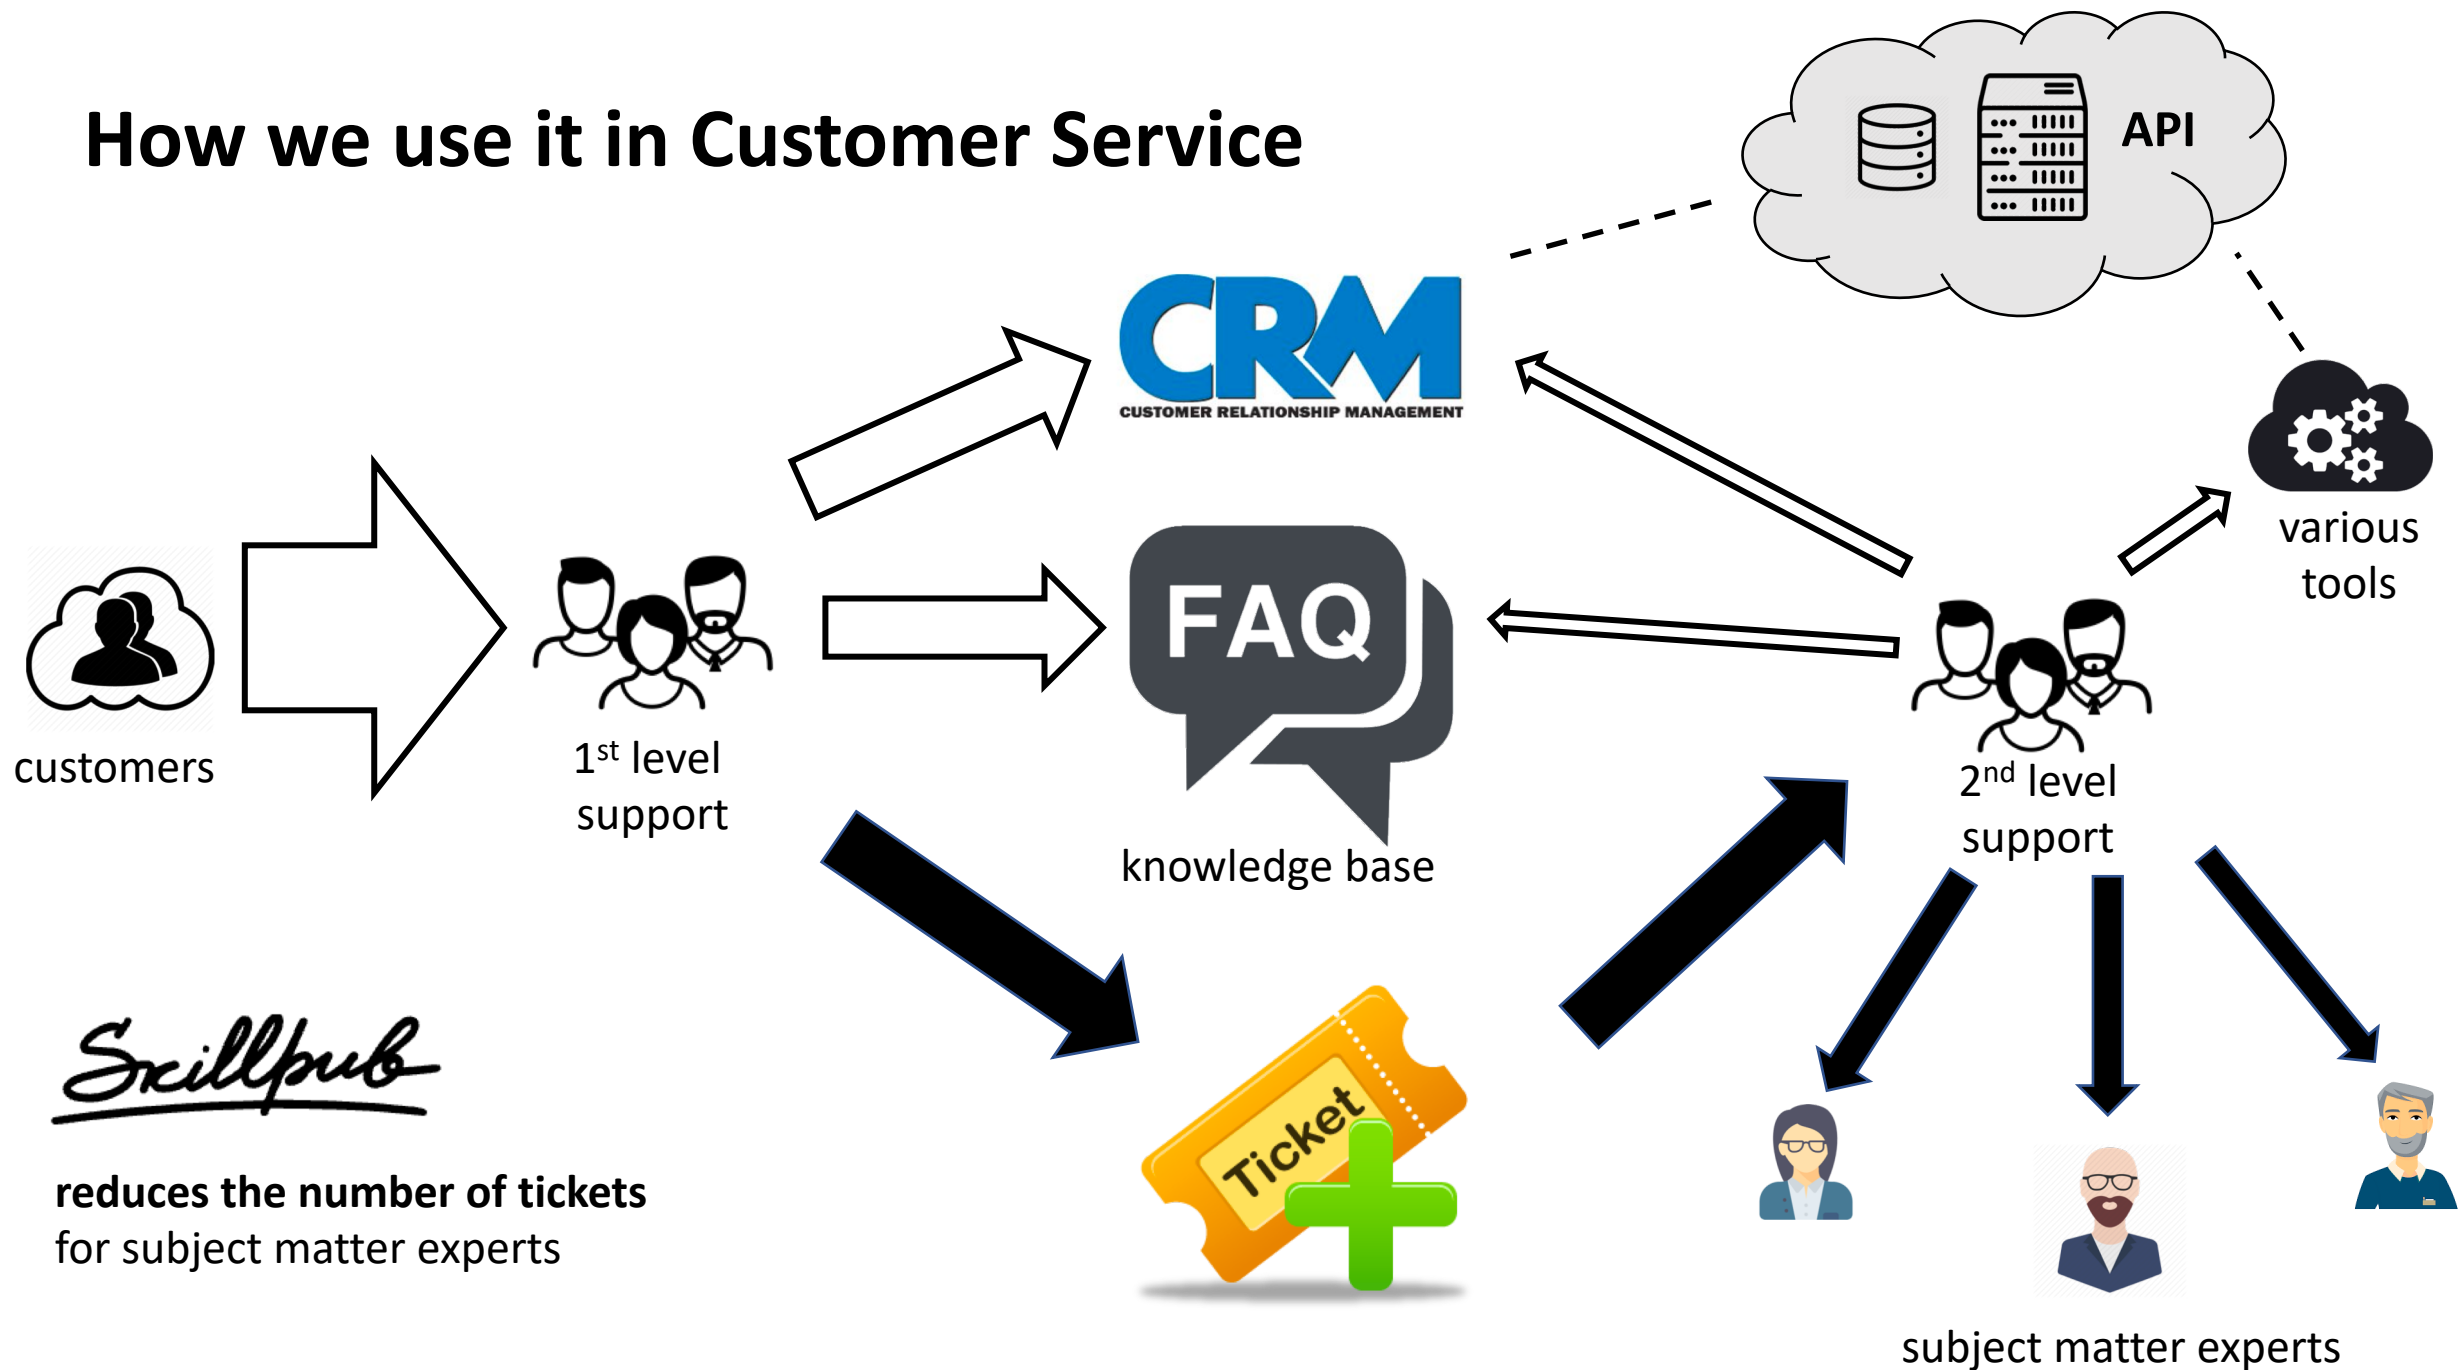 How we use it in Customer Service
API
CRM
CUSTOMER RELATIONSHIP MANAGEMENT
various
tools
FAQ
customers
1st level
support
2nd level
support
knowledge base
Skillpub
reduces the number of tickets
for subject matter experts
Ticket
subject matter experts